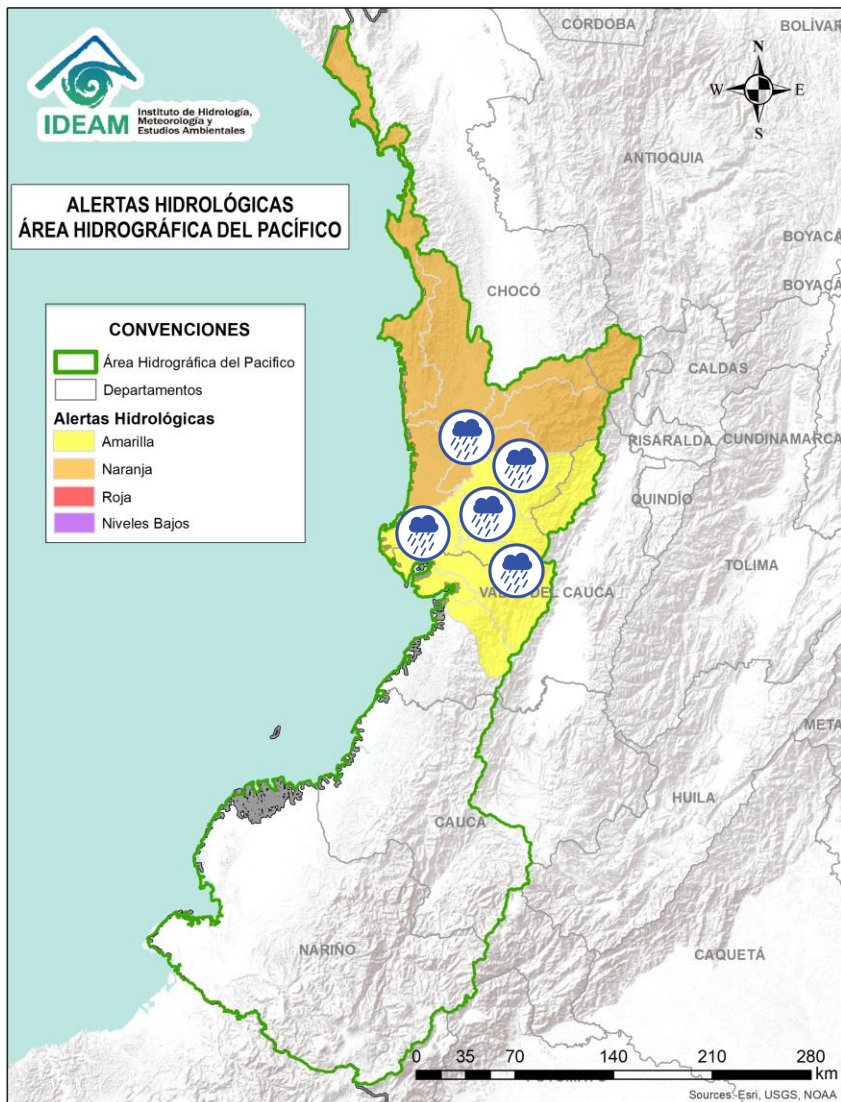 CÓRDOBA
BOLÍVAR
N
W E
S
IDEAM
Instituto de Hidrología,
Meteorología y
Estudios Ambientales
ANTIOQUIA
ALERTAS HIDROLÓGICAS
ÁREA HIDROGRÁFICA DEL PACÍFICO
BOYACÁ
BOYACÁ
CHOCÓ
CONVENCIONES
Área Hidrográfica del Pacifico
Departamentos
Alertas Hidrológicas
Amarilla
Naranja
Roja
Niveles Bajos
CALDAS
RISARALDA
CUNDINAMARCA
QUINDÍO
TOLIMA
DEL CAUCA
META
HUILA
CAUCA
NARIÑO
CAQUETÁ
0 35 70 140 210 280
km
Sources: Esri, USGS, NOAA